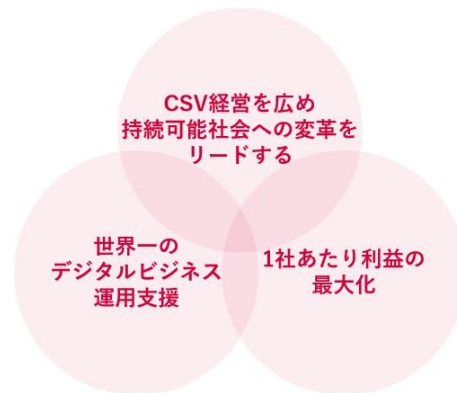 CSV経営を広め
持続可能社会への変革を
リードする
世界一の
デジタルビジネス
運用支援
1社あたり利益の
最大化